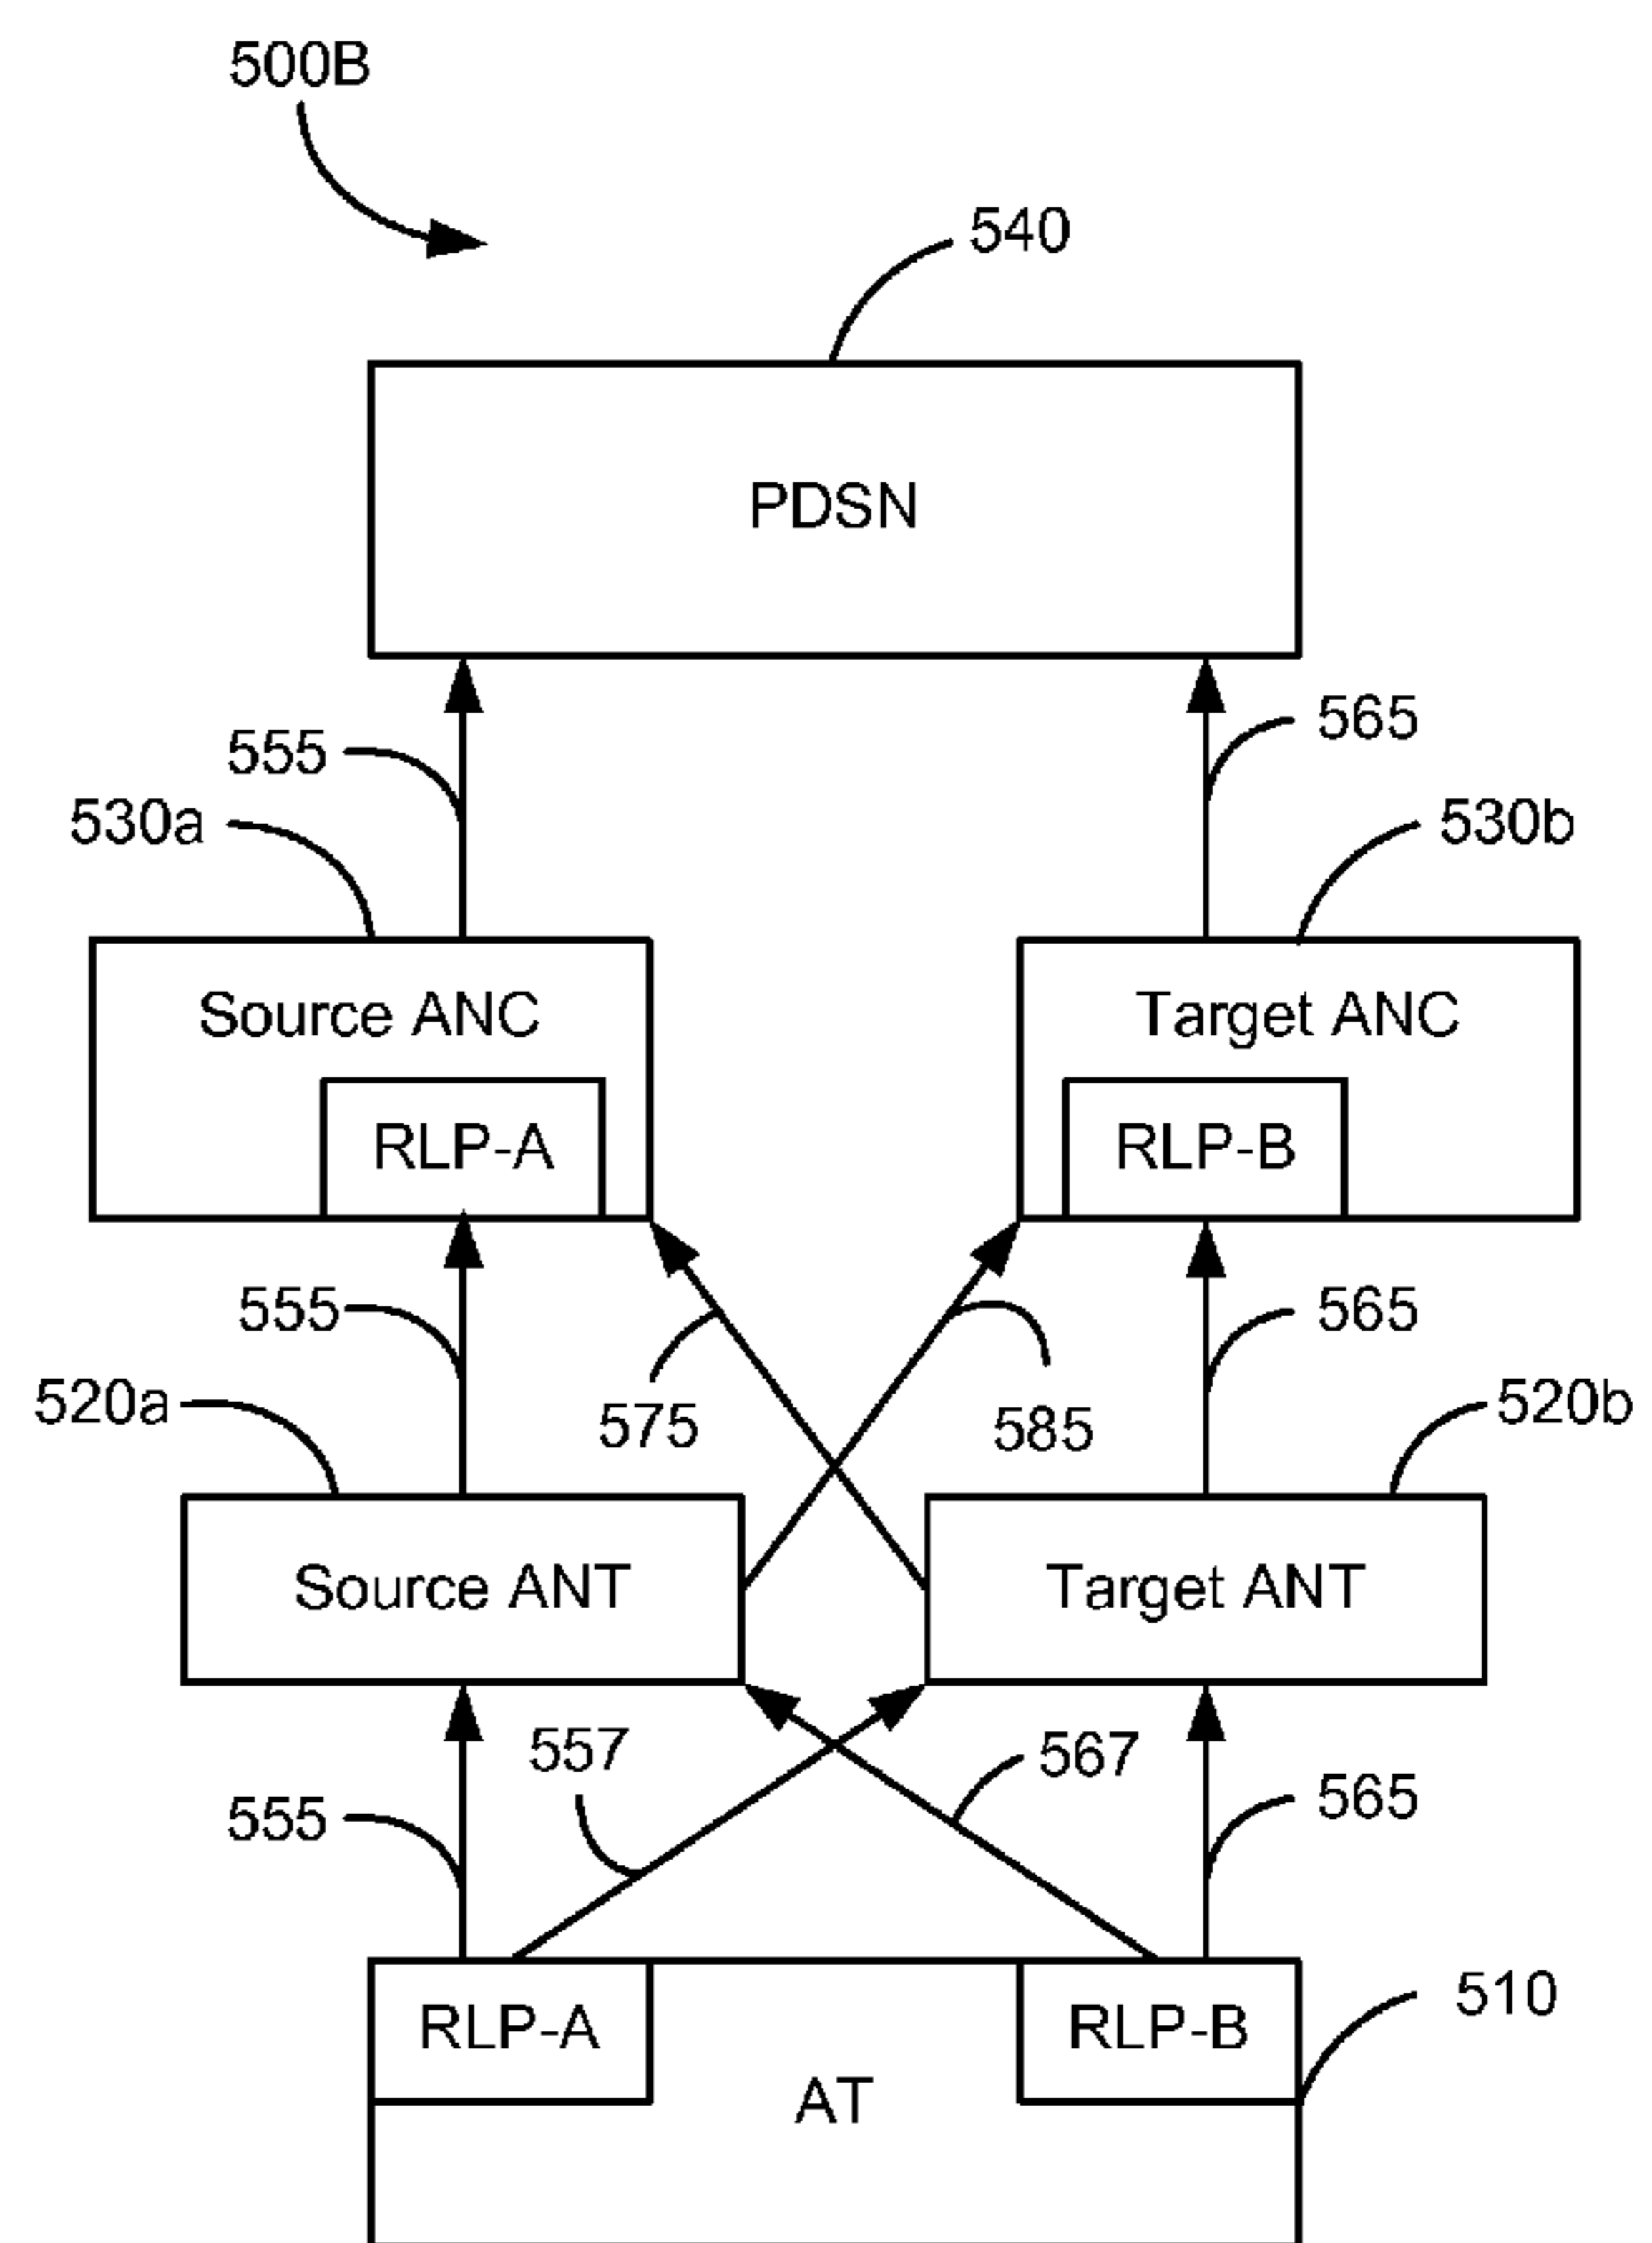 500B
540
PDSN
565
555
530a
530b
Source ANC
Target ANC
RLP-A
RLP-B
555
565
520a
575
585
520b
Source ANT
Target ANT
557
567
555
565
510
RLP-A
RLP-B
AT